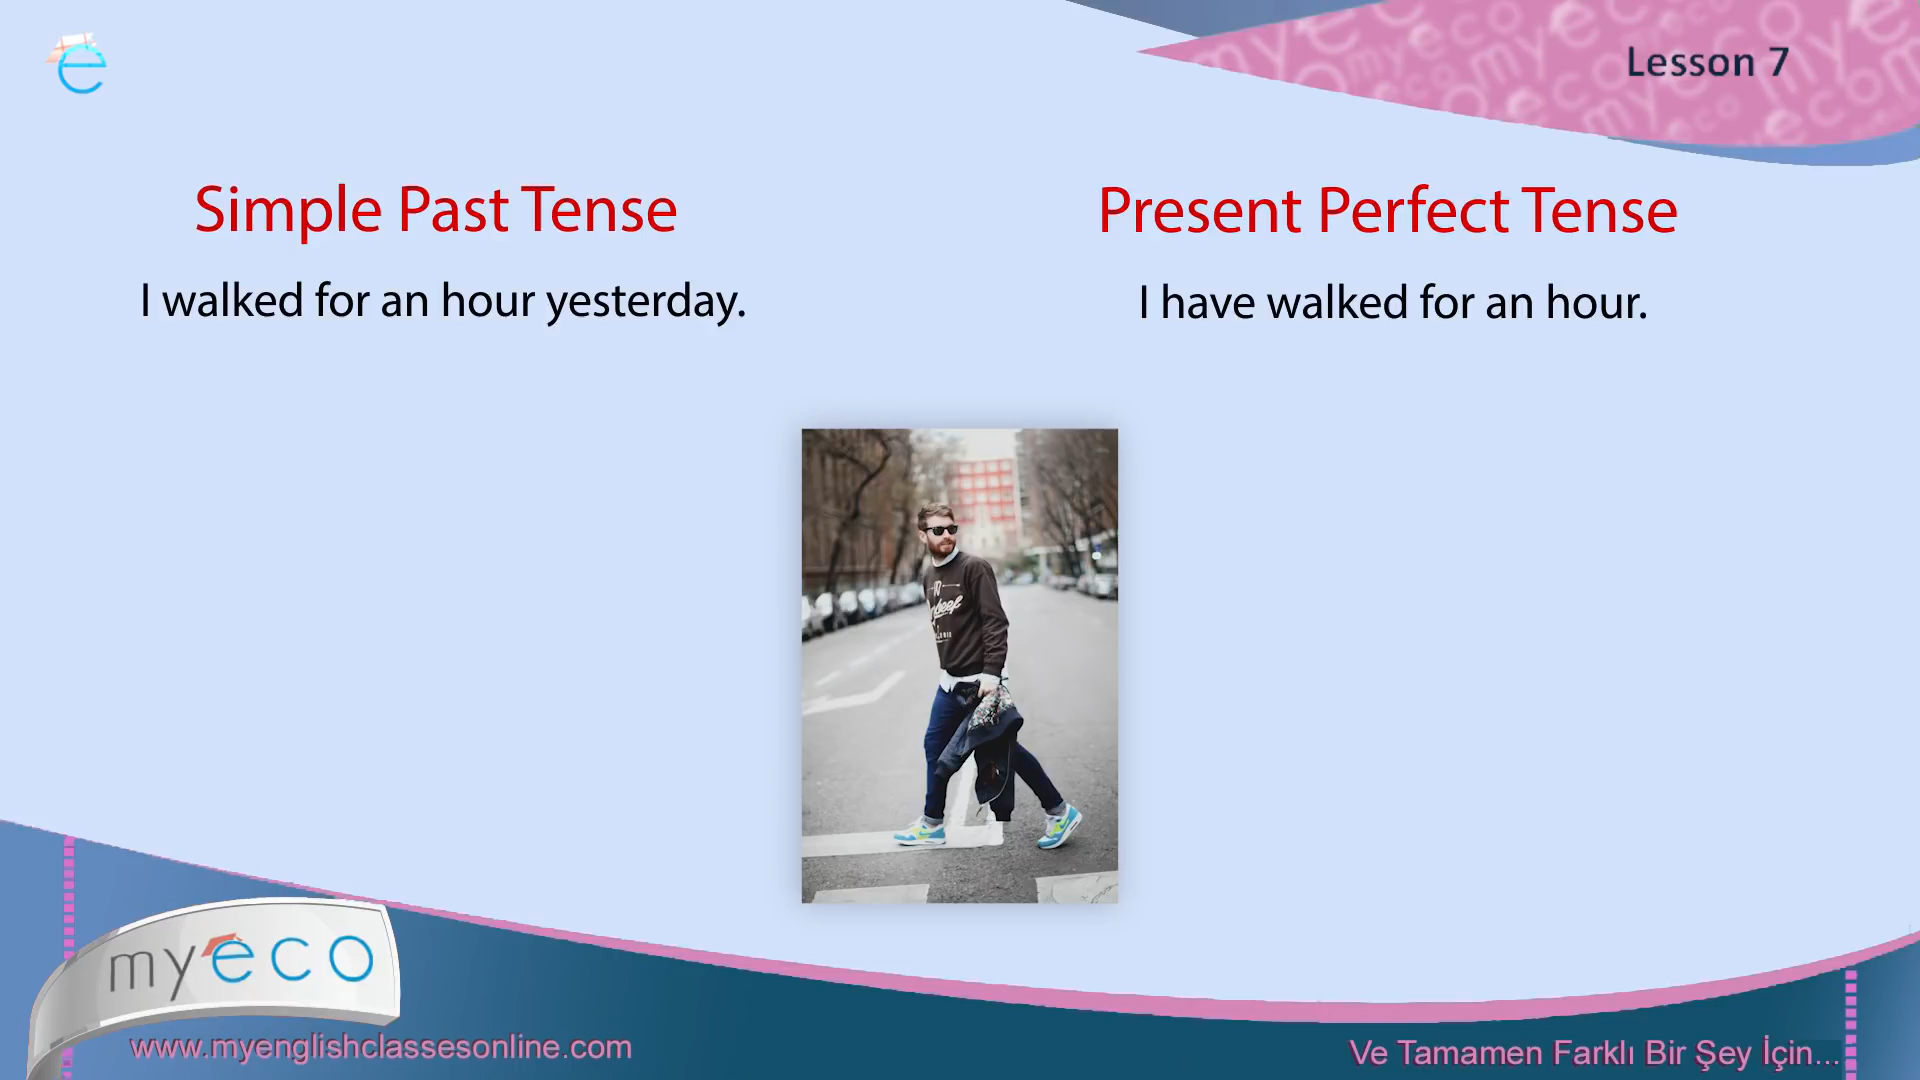 Lesson 7
Simple Past Tense
I walked for an hour yesterday.
Present Perfect Tense
I have walked for an hour.
myeco
www.myenglishclassesonline.com
Ve Tamamen Farklı Bir Şey İçin...